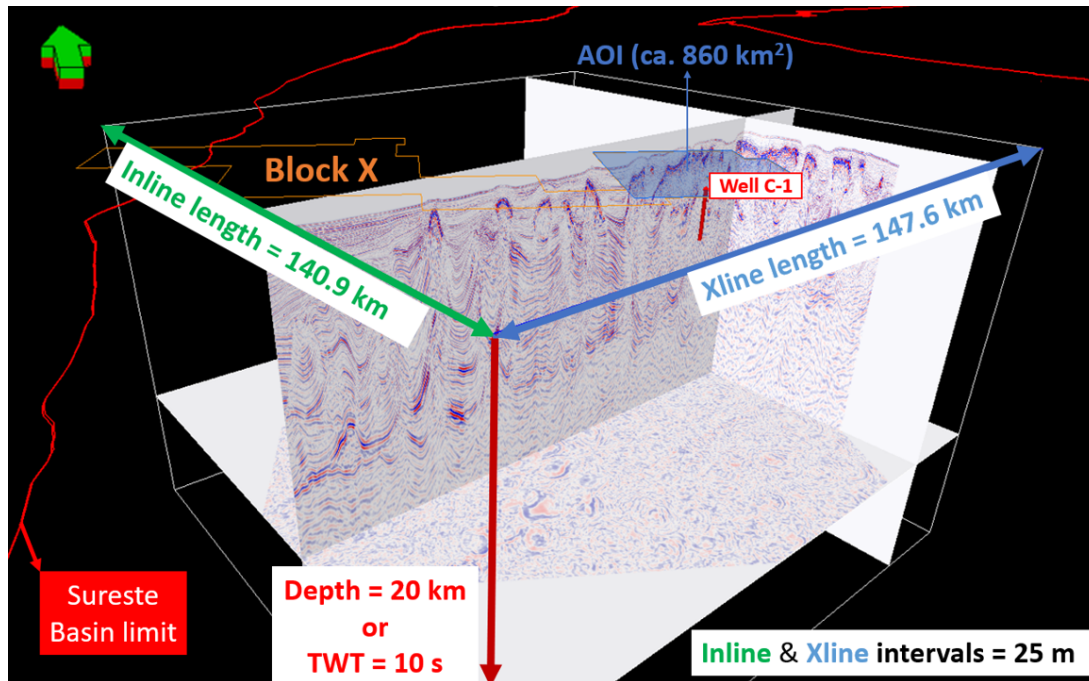 AOI (ca. 860 km²)
Block X
Well C-1
Inline length = 140.9 km
Xline length = 147.6 km
Sureste
Basin limit
Depth = 20 km
or
TWT = 10 s
Inline & Xline intervals = 25 m